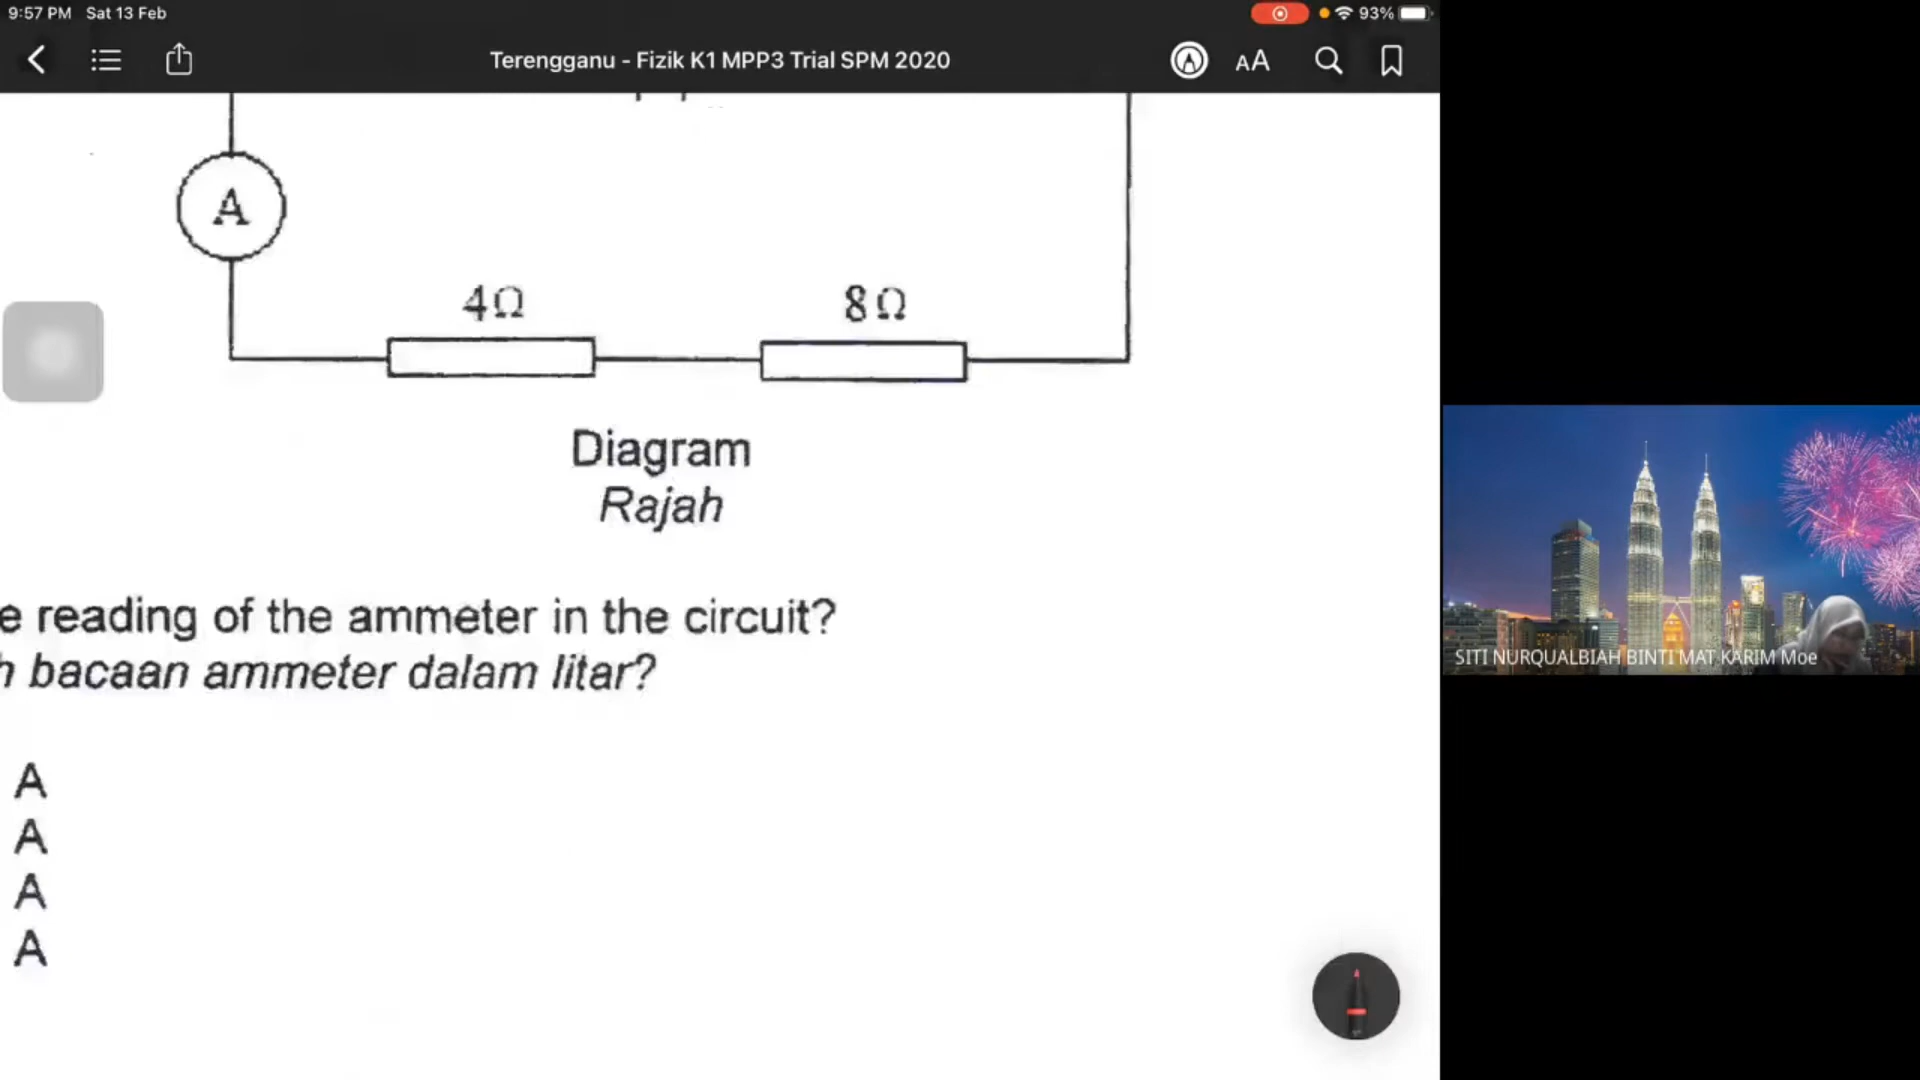 9:57 PM Sat 13 Feb
93%
Terengganu - Fizik K1 MPP3 Trial SPM 2020
AA
A
4Ω
8Ω
Diagram
Rajah
e reading of the ammeter in the circuit?
h bacaan ammeter dalam litar?
A
A
A
A
SITI NURQUALBIAH BINTI MAT KARIM Moe